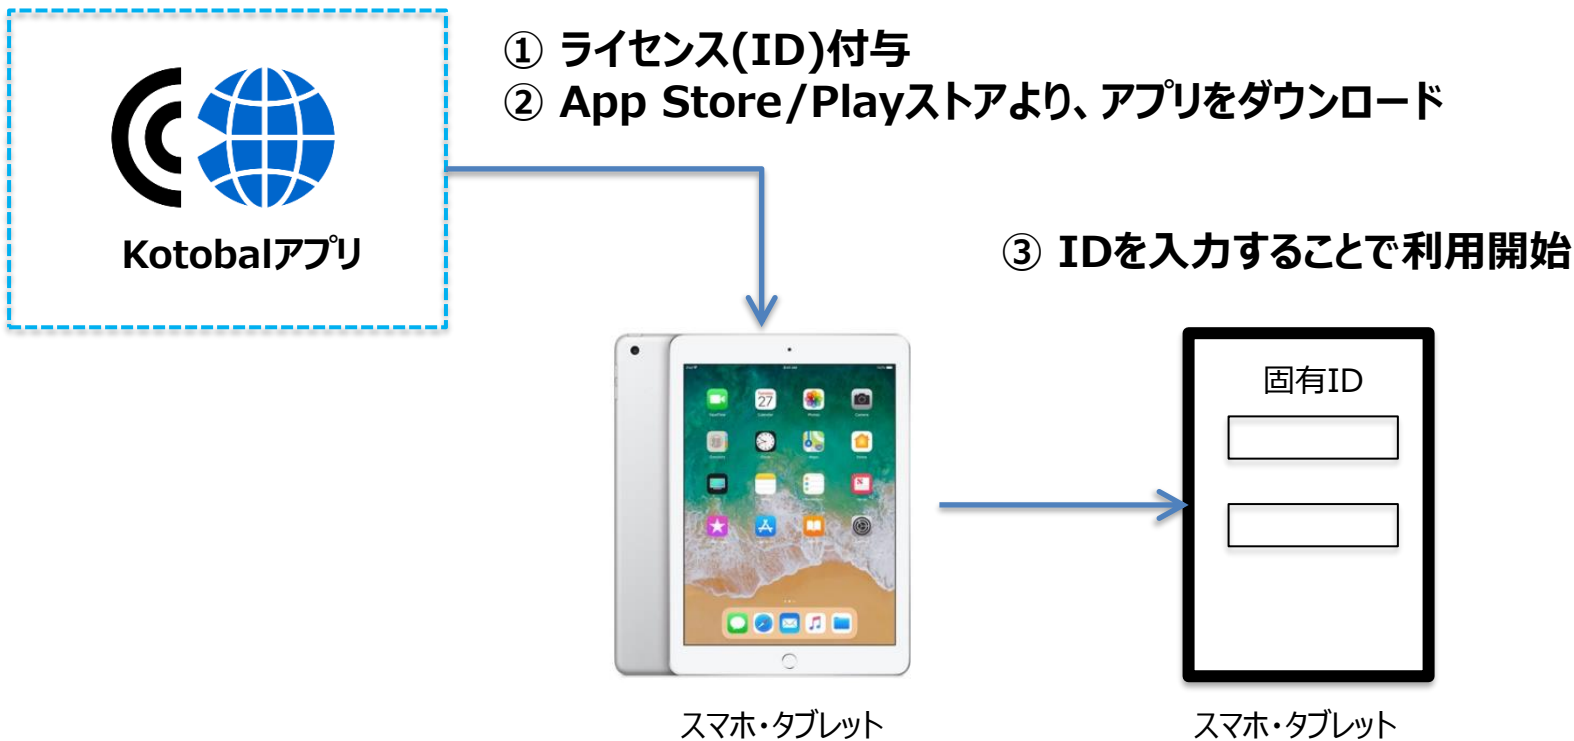 ① ライセンス(ID)付与
② App Store/Playストアより、アプリをダウンロード
Kotobalアプリ
③ IDを入力することで利用開始
固有ID
27
スマホ・タブレット
スマホ・タブレット